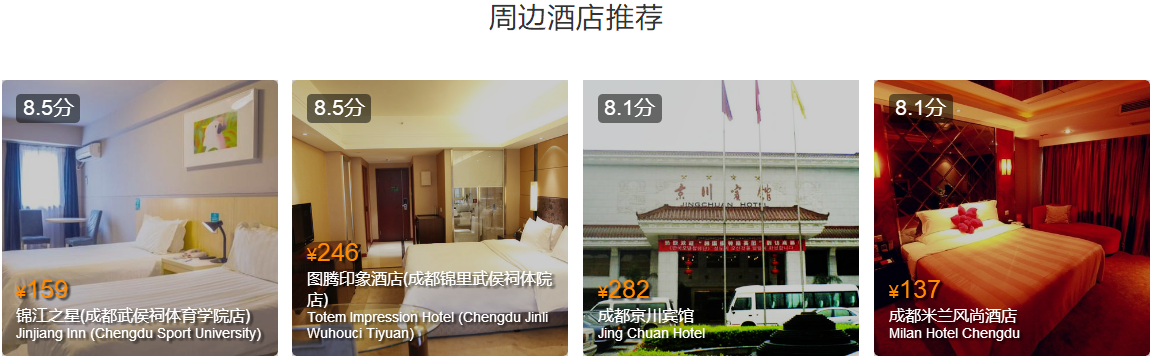 周边酒店推荐
8.5分
¥159
锦江之星(成都武侯祠体育学院店)
Jinjiang Inn (Chengdu Sport University)
8.5分
¥246
图腾印象酒店(成都锦里武侯祠体院
店)
Totem Impression Hotel (Chengdu Jinli
Wuhouci Tiyuan)
8.1分
京川宾馆
JINGCHUAN HOTEL
¥282
成都京川宾馆
Jing Chuan Hotel
8.1分
¥137
成都米兰风尚酒店
Milan Hotel Chengdu